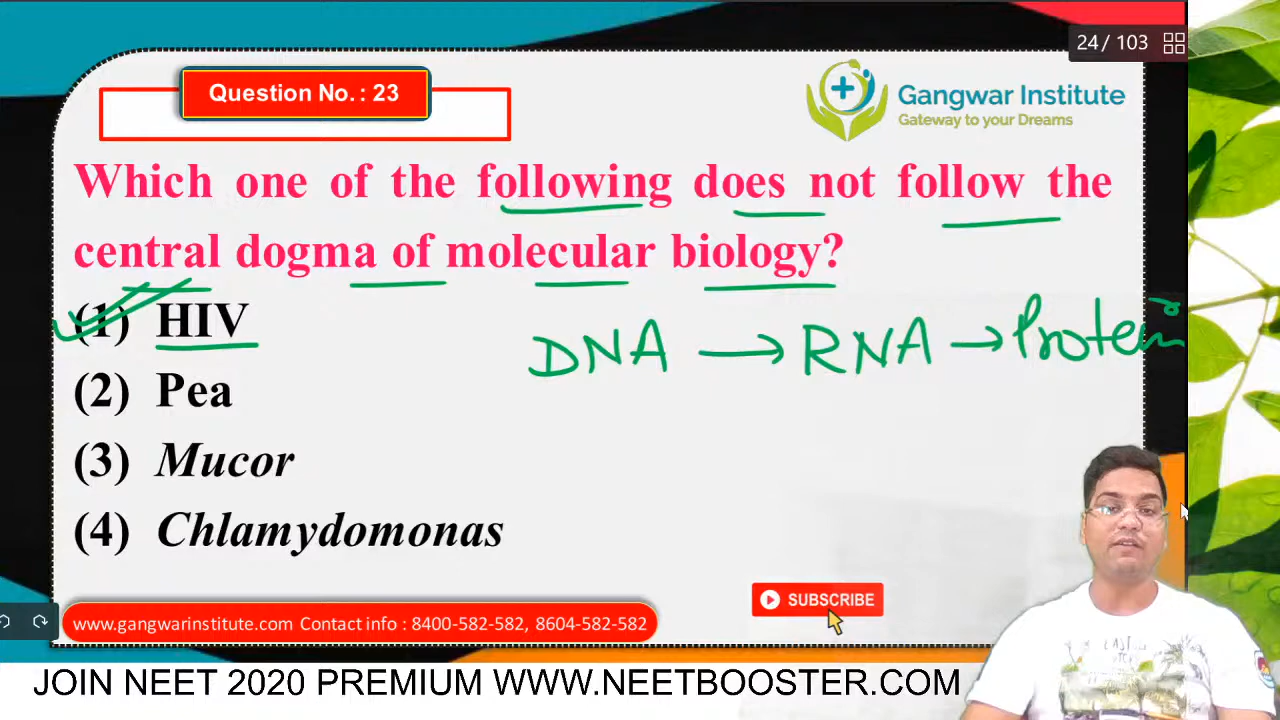 24 / 103
Question No. : 23
Gangwar Institute
Gateway to your Dreams
Which one of the following does not follow the
central dogma of molecular biology?
(1) HIV
DNA → RNA → Protein
(2) Pea
(3) Mucor
(4) Chlamydomonas
SUBSCRIBE
www.gangwarinstitute.com Contact info : 8400-582-582, 8604-582-582
JOIN NEET 2020 PREMIUM WWW.NEETBOOSTER.COM